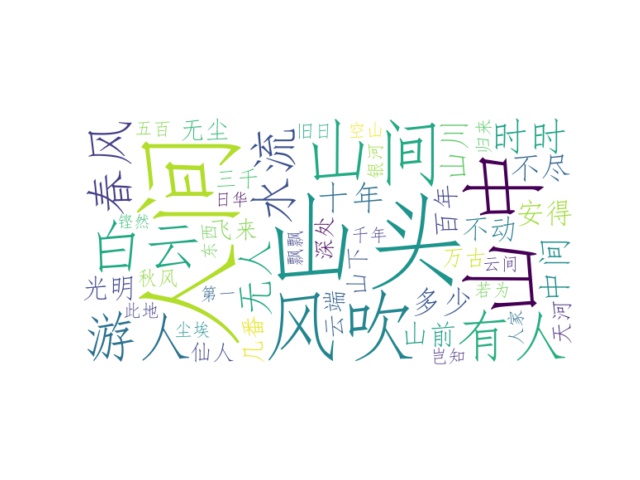 春风
五百
无尘
人间
水流
旧日
空山
山间
银河
山川
归来
时时
三千
日华
十年
百年
山中
不尽
铿然
白云
东西
飞来
飘飘
深处
山头
千年
不动
安得
万古
云间
中间
光明
秋风
第一
无人
山下
云端
多少
若为
此地
游人
尘埃
仙人
几番
风吹
山前
岂知
有人
人家
天河